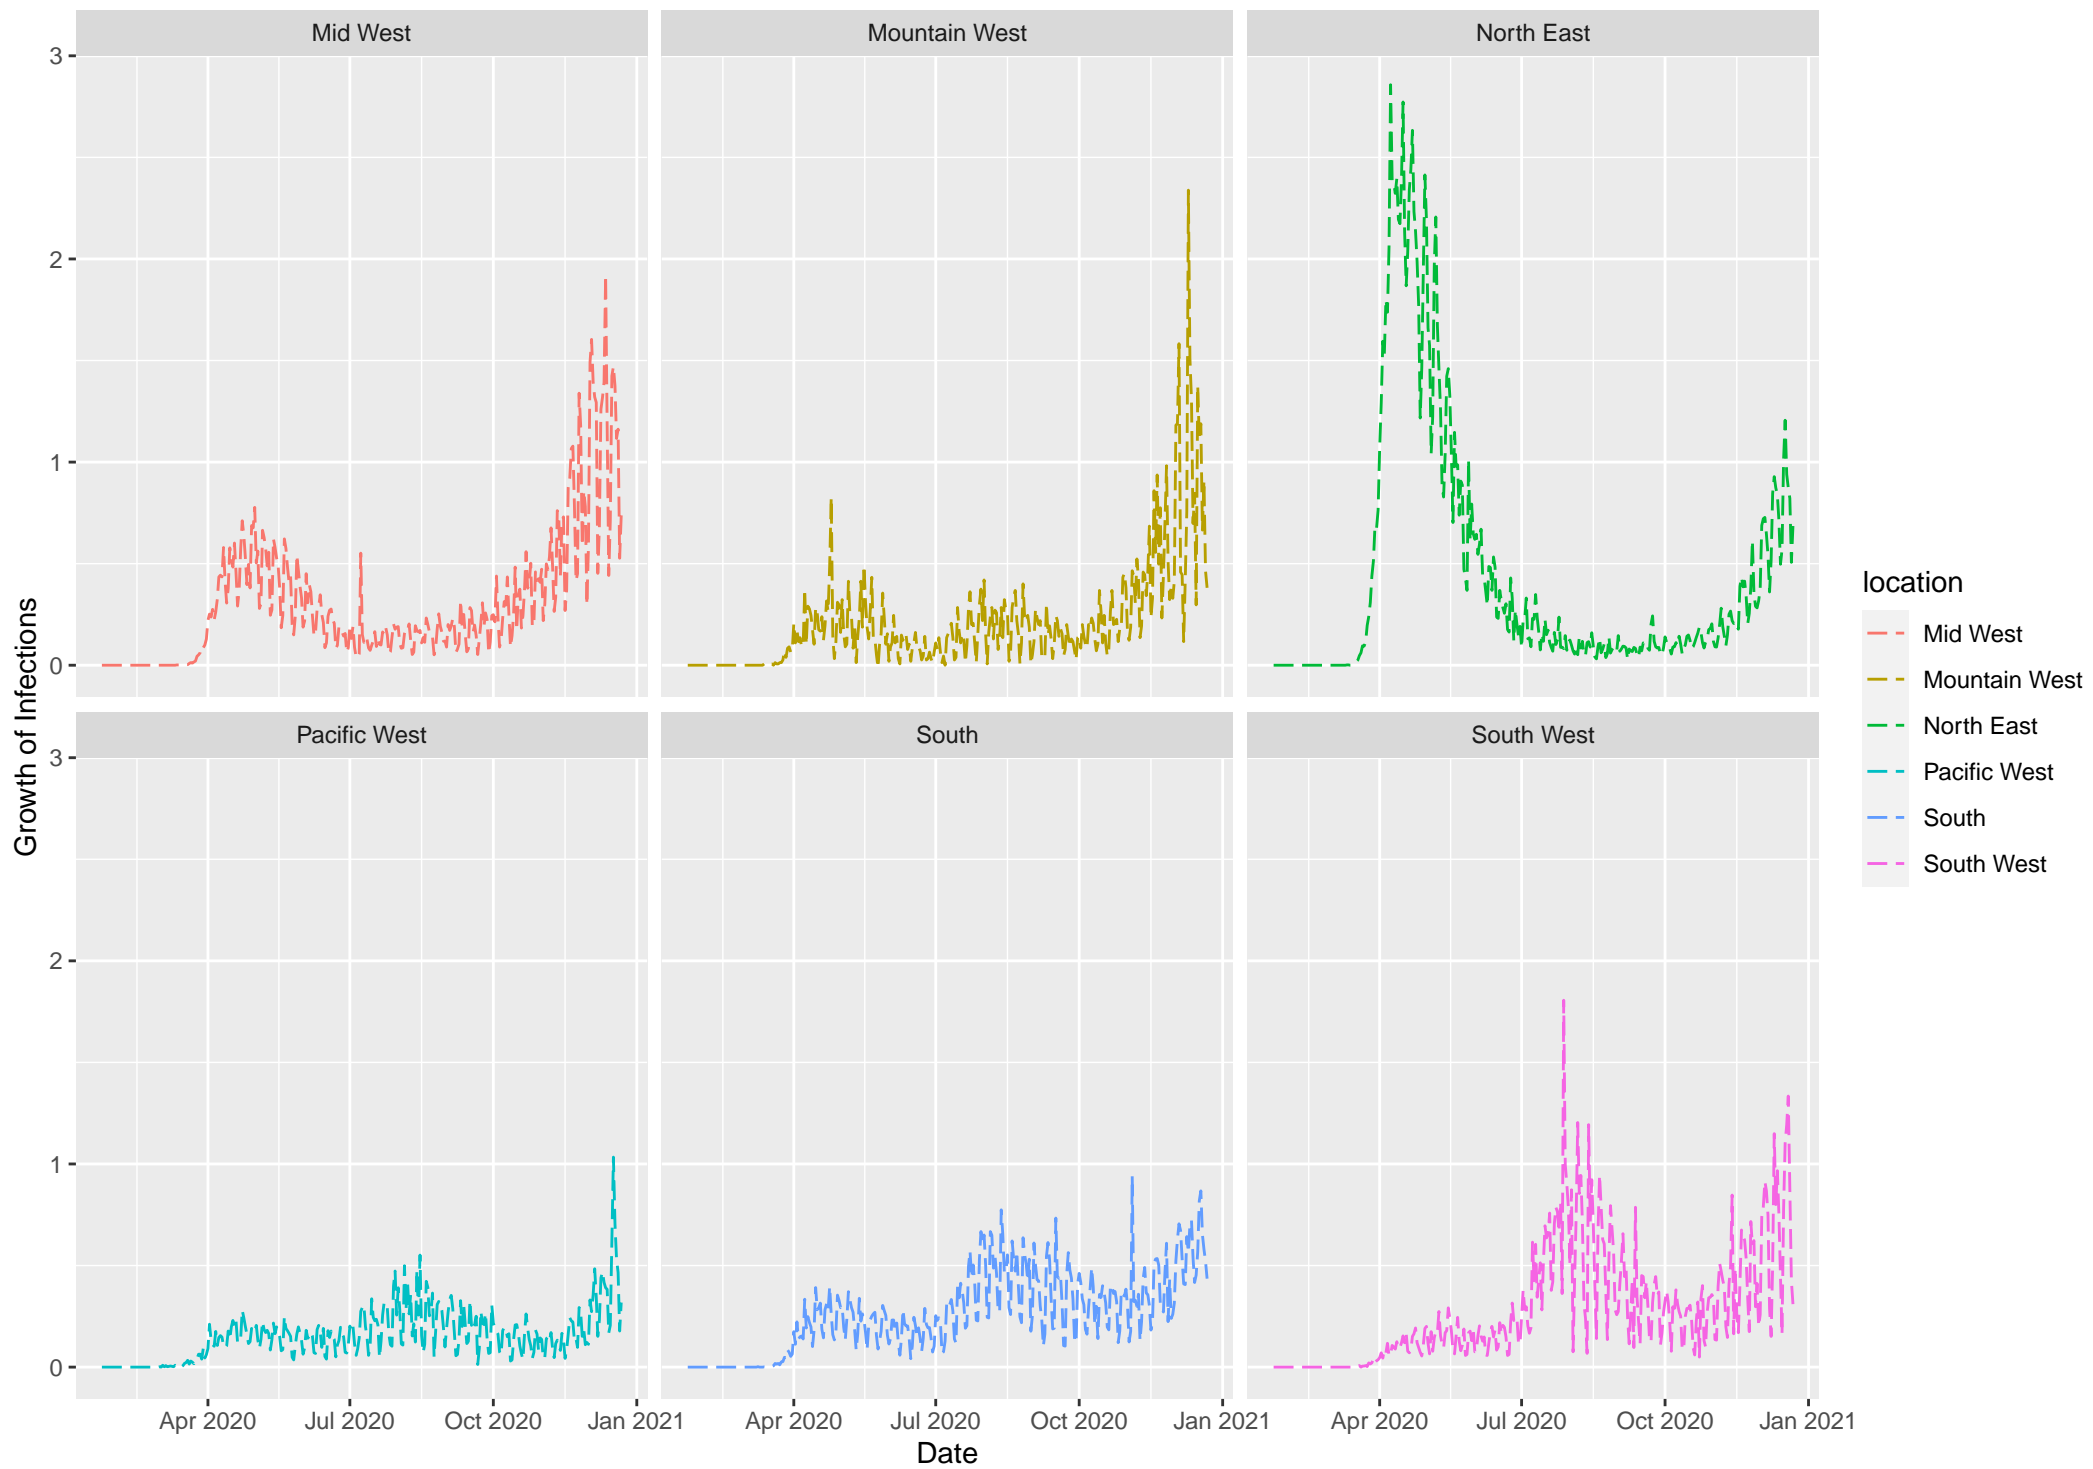 Mid West
Mountain West
North East
3
2
1
0
Pacific West
South
South West
3
2
1
0
Growth of Infections
Apr 2020
Jul 2020
Oct 2020
Jan 2021
Apr 2020
Jul 2020
Oct 2020
Jan 2021
Apr 2020
Jul 2020
Oct 2020
Jan 2021
Date
location
Mid West
Mountain West
North East
Pacific West
South
South West